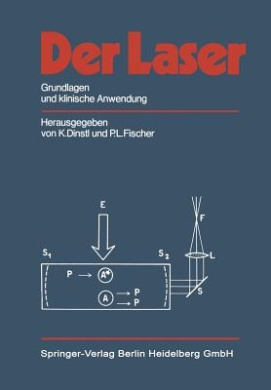 Der Laser
Grundlagen
und klinische Anwendung
Herausgegeben
von K.Dinstl und P.L.Fischer
E
F
S₁
S₂
L
P → A*
S
A → P
→ P
Springer-Verlag Berlin Heidelberg GmbH